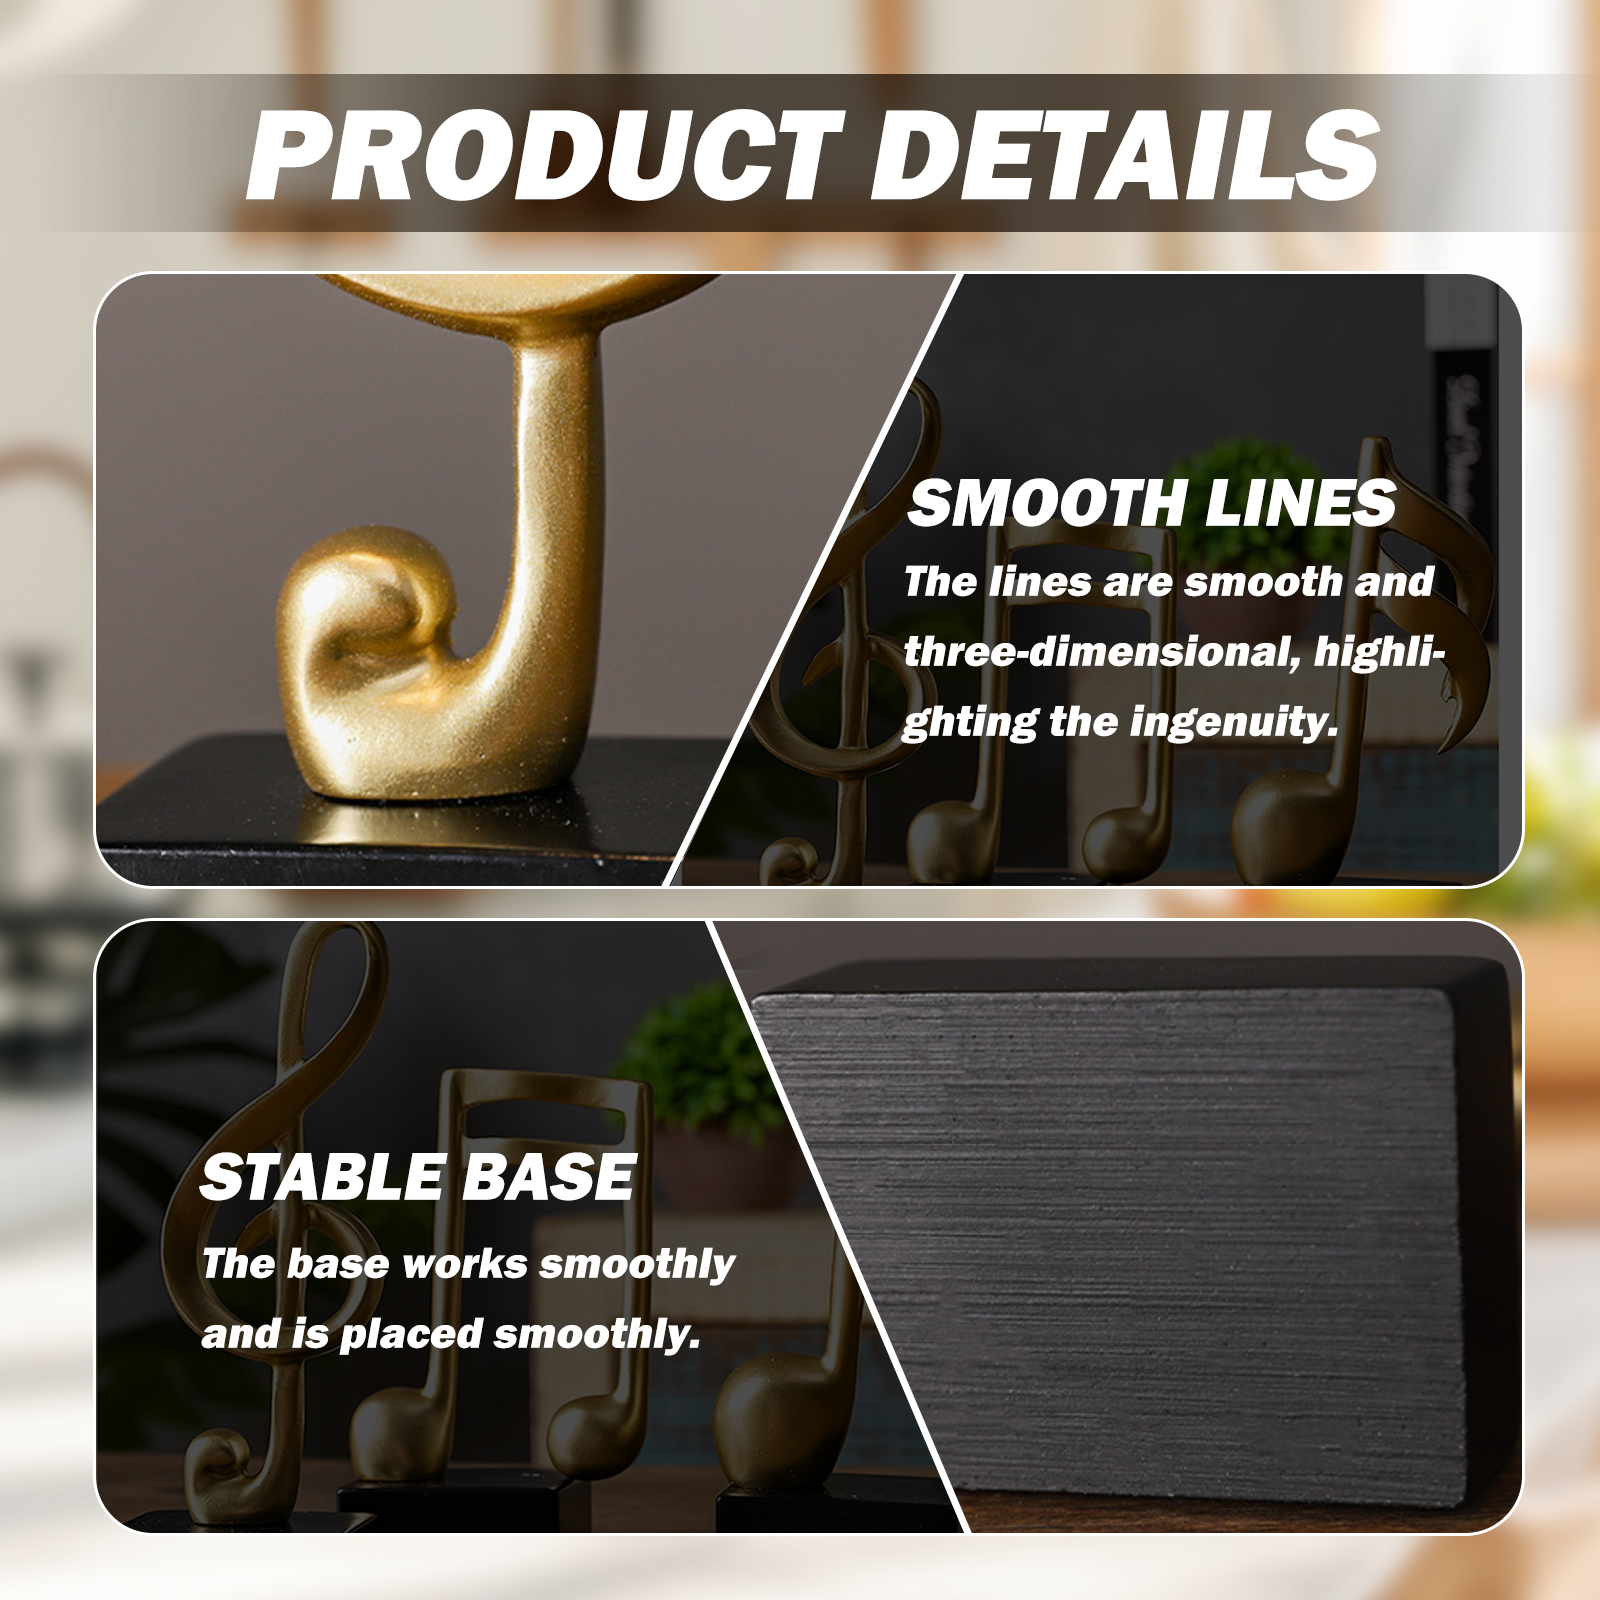 PRODUCT DETAILS
SMOOTH LINES
The lines are smooth and
three-dimensional, highli-
ghting the ingenuity.
STABLE BASE
The base works smoothly
and is placed smoothly.